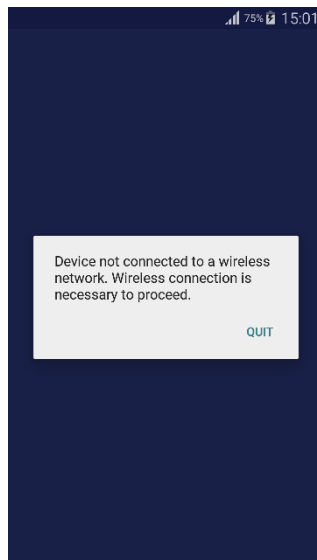 75% 15:01
Device not connected to a wireless
network. Wireless connection is
necessary to proceed.
QUIT